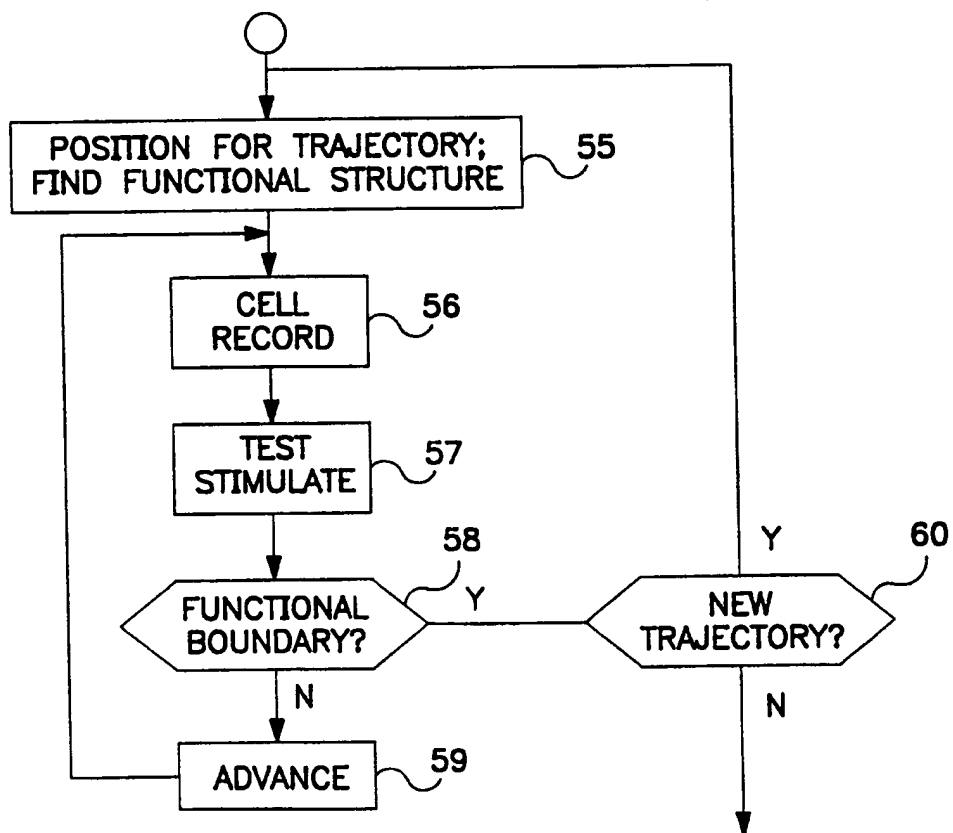 POSITION FOR TRAJECTORY;
FIND FUNCTIONAL STRUCTURE
55
CELL
RECORD
56
TEST
STIMULATE
57
FUNCTIONAL
BOUNDARY?
58
Y
N
NEW
TRAJECTORY?
60
Y
N
ADVANCE
59